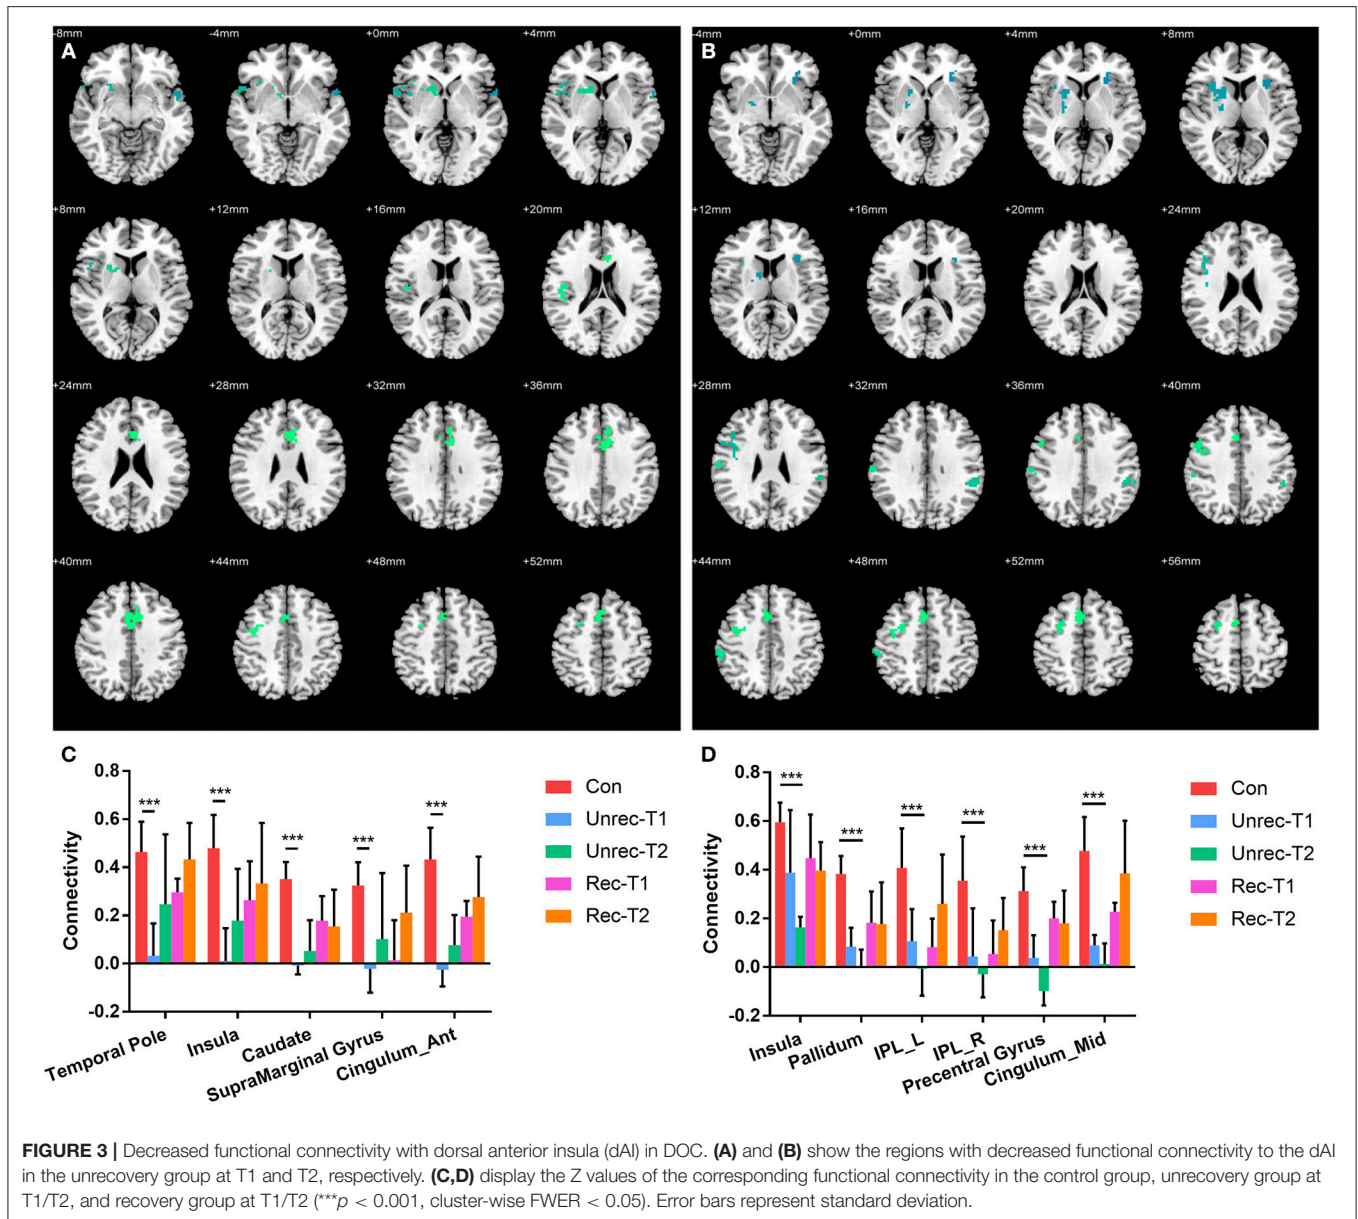 A
-8mm -4mm +0mm +4mm
+8mm +12mm +16mm +20mm
+24mm +28mm +32mm +36mm
+40mm +44mm +48mm +52mm
B
-4mm +0mm +4mm +8mm
+12mm +16mm +20mm +24mm
+28mm +32mm +36mm +40mm
+44mm +48mm +52mm +56mm
C
Connectivity
0.8
0.6
0.4
0.2
0.0
-0.2
*** *** *** *** ***
Temporal Pole
Insula
Caudate
SupraMarginal Gyrus
Cingulum_Ant
Con
Unrec-T1
Unrec-T2
Rec-T1
Rec-T2
D
Connectivity
0.8
0.6
0.4
0.2
0.0
-0.2
*** *** *** *** *** ***
Insula
Pallidum
IPL_L
IPL_R
Precentral Gyrus
Cingulum_Mid
Con
Unrec-T1
Unrec-T2
Rec-T1
Rec-T2
FIGURE 3 | Decreased functional connectivity with dorsal anterior insula (dAI) in DOC. (A) and (B) show the regions with decreased functional connectivity to the dAI
in the unrecovery group at T1 and T2, respectively. (C,D) display the Z values of the corresponding functional connectivity in the control group, unrecovery group at
T1/T2, and recovery group at T1/T2 (***p < 0.001, cluster-wise FWER < 0.05). Error bars represent standard deviation.